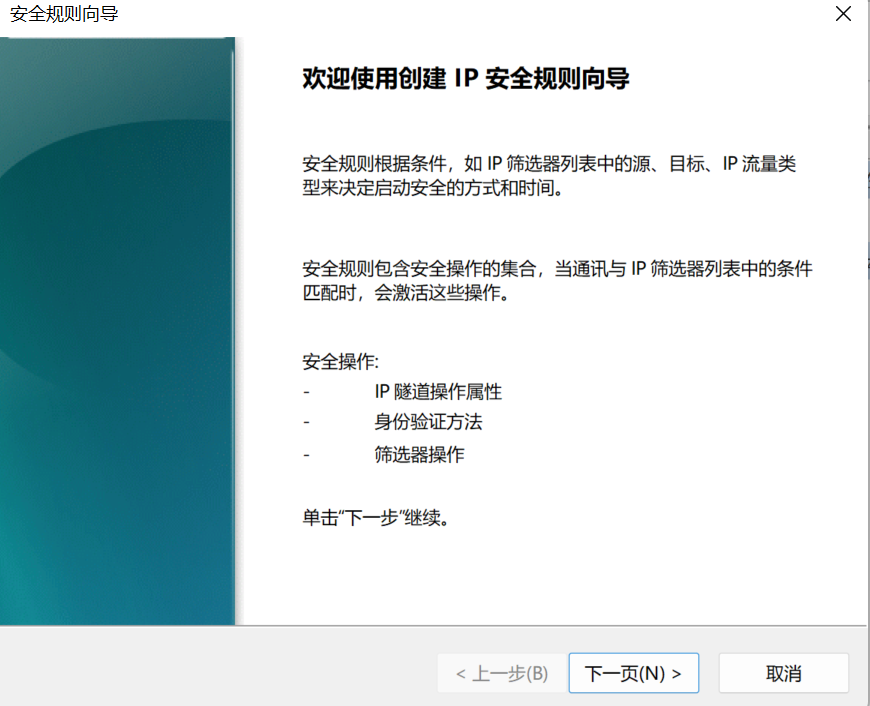 安全规则向导
欢迎使用创建 IP 安全规则向导
安全规则根据条件，如 IP 筛选器列表中的源、目标、IP 流量类
型来决定启动安全的方式和时间。
安全规则包含安全操作的集合，当通讯与 IP 筛选器列表中的条件
匹配时，会激活这些操作。
安全操作:
- IP 隧道操作属性
- 身份验证方法
- 筛选器操作
单击“下一步”继续。
< 上一步(B)
下一页(N) >
取消